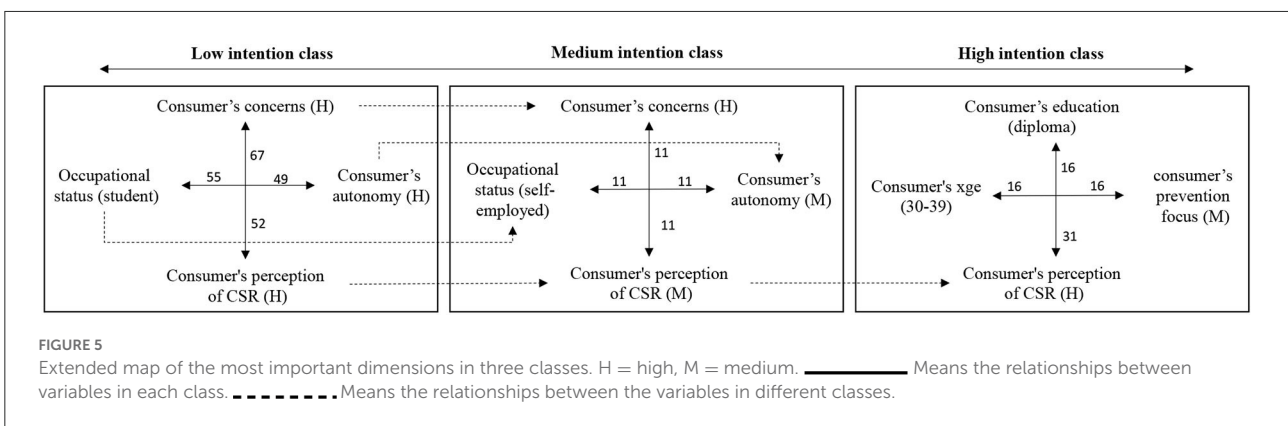 Low intention class
Medium intention class
High intention class
Consumer's concerns (H)
67
Occupational
status (student)
55
49
Consumer's
autonomy (H)
52
Consumer's perception
of CSR (H)
Consumer's concerns (H)
11
Occupational
status (self-
employed)
11
11
Consumer's
autonomy (M)
11
Consumer's perception
of CSR (M)
Consumer's education
(diploma)
16
Consumer's xge
(30-39)
16
16
consumer's
prevention
focus (M)
31
Consumer's perception
of CSR (H)
FIGURE 5
Extended map of the most important dimensions in three classes. H = high, M = medium. Means the relationships between
variables in each class. Means the relationships between the variables in different classes.